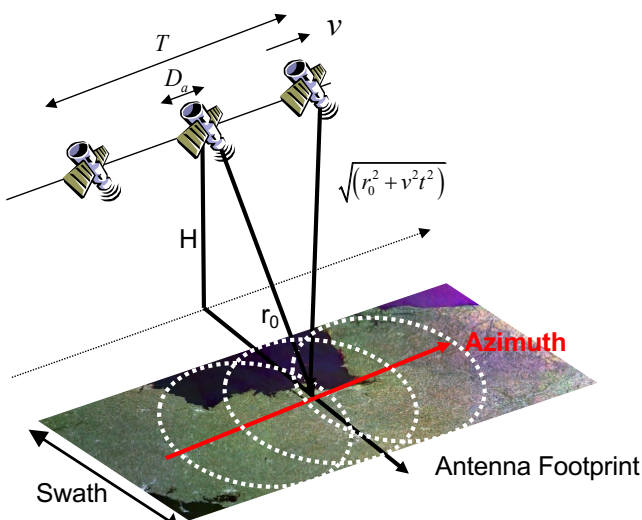 T
v
D_a
√(r_0^2 + v^2t^2)
H
r_0
Azimuth
Antenna Footprint
Swath